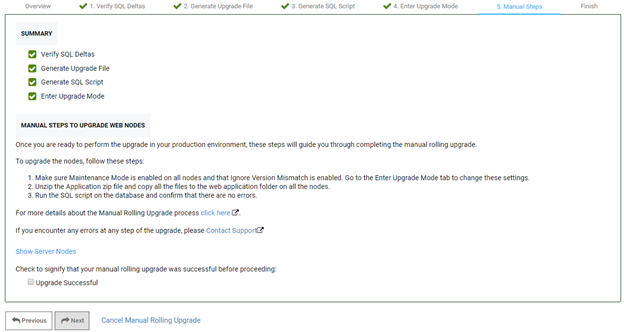 Overview
1. Verify SQL Deltas
2. Generate Upgrade File
3. Generate SQL Script
4. Enter Upgrade Mode
5. Manual Steps
Finish
SUMMARY
Verify SQL Deltas
Generate Upgrade File
Generate SQL Script
Enter Upgrade Mode
MANUAL STEPS TO UPGRADE WEB NODES
Once you are ready to perform the upgrade in your production environment, these steps will guide you through completing the manual rolling upgrade.
To upgrade the nodes, follow these steps:
1. Make sure Maintenance Mode is enabled on all nodes and that Ignore Version Mismatch is enabled. Go to the Enter Upgrade Mode tab to change these settings.
2. Unzip the Application zip file and copy all the files to the web application folder on all the nodes.
3. Run the SQL script on the database and confirm that there are no errors.
For more details about the Manual Rolling Upgrade process click here.
If you encounter any errors at any step of the upgrade, please Contact Support
Show Server Nodes
Check to signify that your manual rolling upgrade was successful before proceeding:
Upgrade Successful
Previous
Next
Cancel Manual Rolling Upgrade